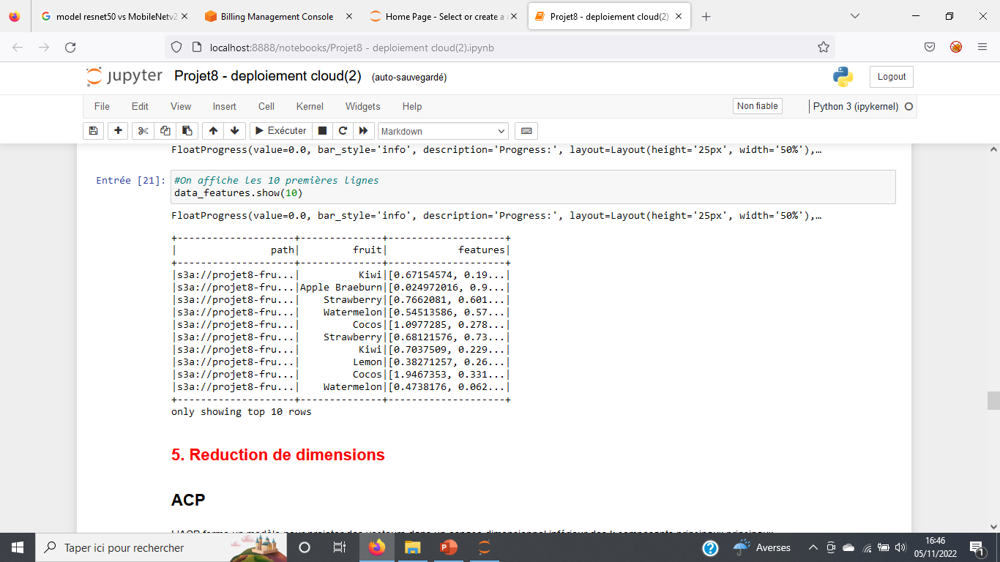 model resnet50 vs MobileNetv2
Billing Management Console
Home Page - Select or create a
Projet8 - deploiement cloud(2)
localhost:8888/notebooks/Projet8 - deploiement cloud(2).ipynb
jupyter Projet8 - deploiement cloud(2) (auto-sauvegardé)
Logout
File Edit View Insert Cell Kernel Widgets Help
Non fiable
Python 3 (ipykernel)
Exécuter
Markdown
FloatProgress(value=0.0, bar_style='info', description='Progress:', layout=Layout(height='25px', width='50%'),…
Entrée [21]: #On affiche les 10 premières lignes
data_features.show(10)
FloatProgress(value=0.0, bar_style='info', description='Progress:', layout=Layout(height='25px', width='50%'),…
+--------------------+--------------+--------------------+
|                path|         fruit|            features|
+--------------------+--------------+--------------------+
|s3a://projet8-fru...|          Kiwi|[0.67154574, 0.19...|
|s3a://projet8-fru...|Apple Braeburn|[0.024972016, 0.9...|
|s3a://projet8-fru...|    Strawberry|[0.7662081, 0.601...|
|s3a://projet8-fru...|    Watermelon|[0.54513586, 0.57...|
|s3a://projet8-fru...|         Cocos|[1.0977285, 0.278...|
|s3a://projet8-fru...|    Strawberry|[0.68121576, 0.73...|
|s3a://projet8-fru...|          Kiwi|[0.7037509, 0.229...|
|s3a://projet8-fru...|         Lemon|[0.38271257, 0.26...|
|s3a://projet8-fru...|         Cocos|[1.9467353, 0.331...|
|s3a://projet8-fru...|    Watermelon|[0.4738176, 0.062...|
+--------------------+--------------+--------------------+
only showing top 10 rows
5. Reduction de dimensions
ACP
Taper ici pour rechercher
Averses
16:46
05/11/2022
1